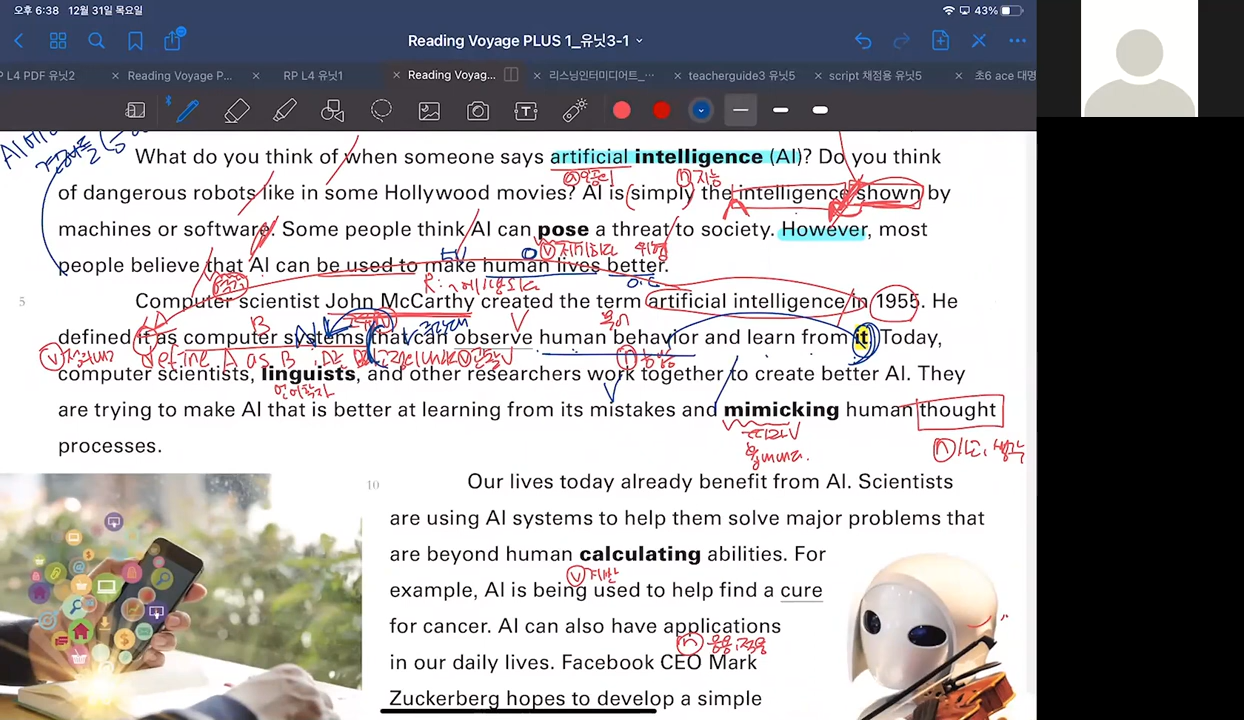 오후 6:38 12월 31일 목요일
43%
Reading Voyage PLUS 1_유닛3-1
P L4 PDF 유닛2
Reading Voyage P...
RP L4 유닛1
Reading Voyag...
리스닝인터미디어트_...
teacherguide3 유닛5
script 채점용 유닛5
초6 ace 대명
What do you think of when someone says artificial intelligence (AI)? Do you think
ⓝ 지능
of dangerous robots like in some Hollywood movies? AI is simply the intelligence shown by
machines or software. Some people think AI can pose a threat to society. However, most
위협
people believe that AI can be used to make human lives better.
O.C
5
Computer scientist John McCarthy created the term artificial intelligence in 1955. He
B
defined it as computer systems that can observe human behavior and learn from it. Today,
define A as B
computer scientists, linguists, and other researchers work together to create better AI. They
언어학자
are trying to make AI that is better at learning from its mistakes and mimicking human thought
processes.
ⓝ 사고, 생각
10
Our lives today already benefit from AI. Scientists
are using AI systems to help them solve major problems that
are beyond human calculating abilities. For
example, AI is being used to help find a cure
for cancer. AI can also have applications
ⓝ 응용, 적용
in our daily lives. Facebook CEO Mark
Zuckerberg hopes to develop a simple